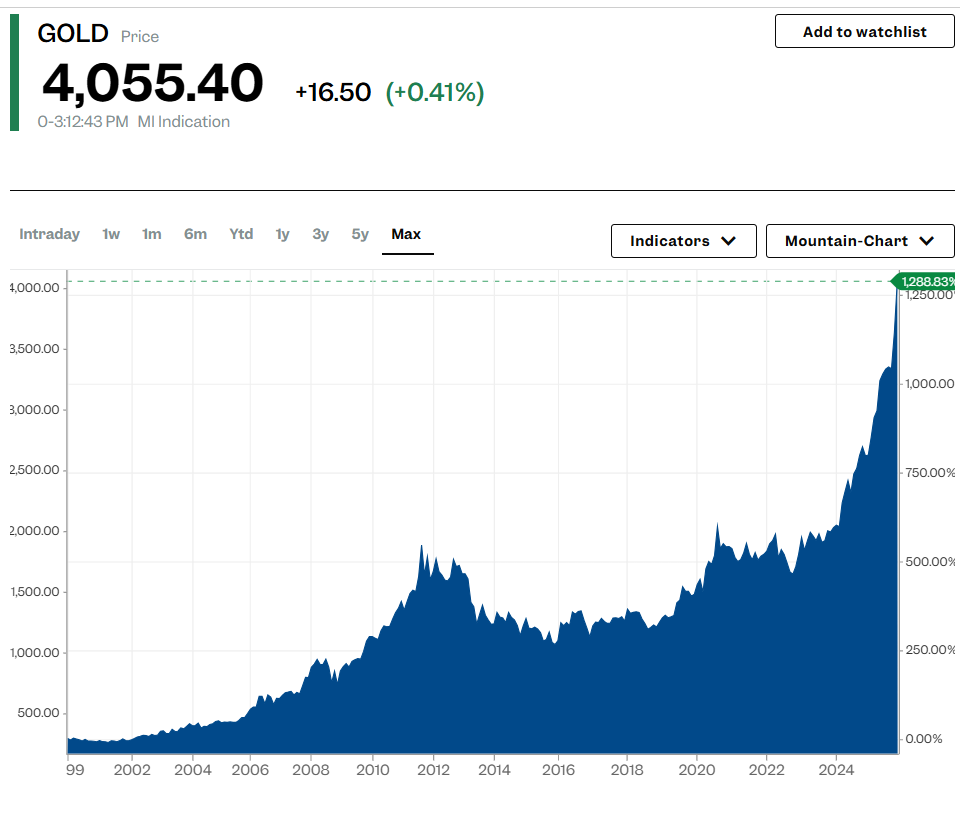 GOLD Price
Add to watchlist
4,055.40 +16.50 (+0.41%)
0-3:12:43 PM MI Indication
Intraday 1w 1m 6m Ytd 1y 3y 5y Max
Indicators
Mountain-Chart
4,000.00
3,500.00
3,000.00
2,500.00
2,000.00
1,500.00
1,000.00
500.00
1,288.83%
1,250.00%
1,000.00%
750.00%
500.00%
250.00%
0.00%
99 2002 2004 2006 2008 2010 2012 2014 2016 2018 2020 2022 2024